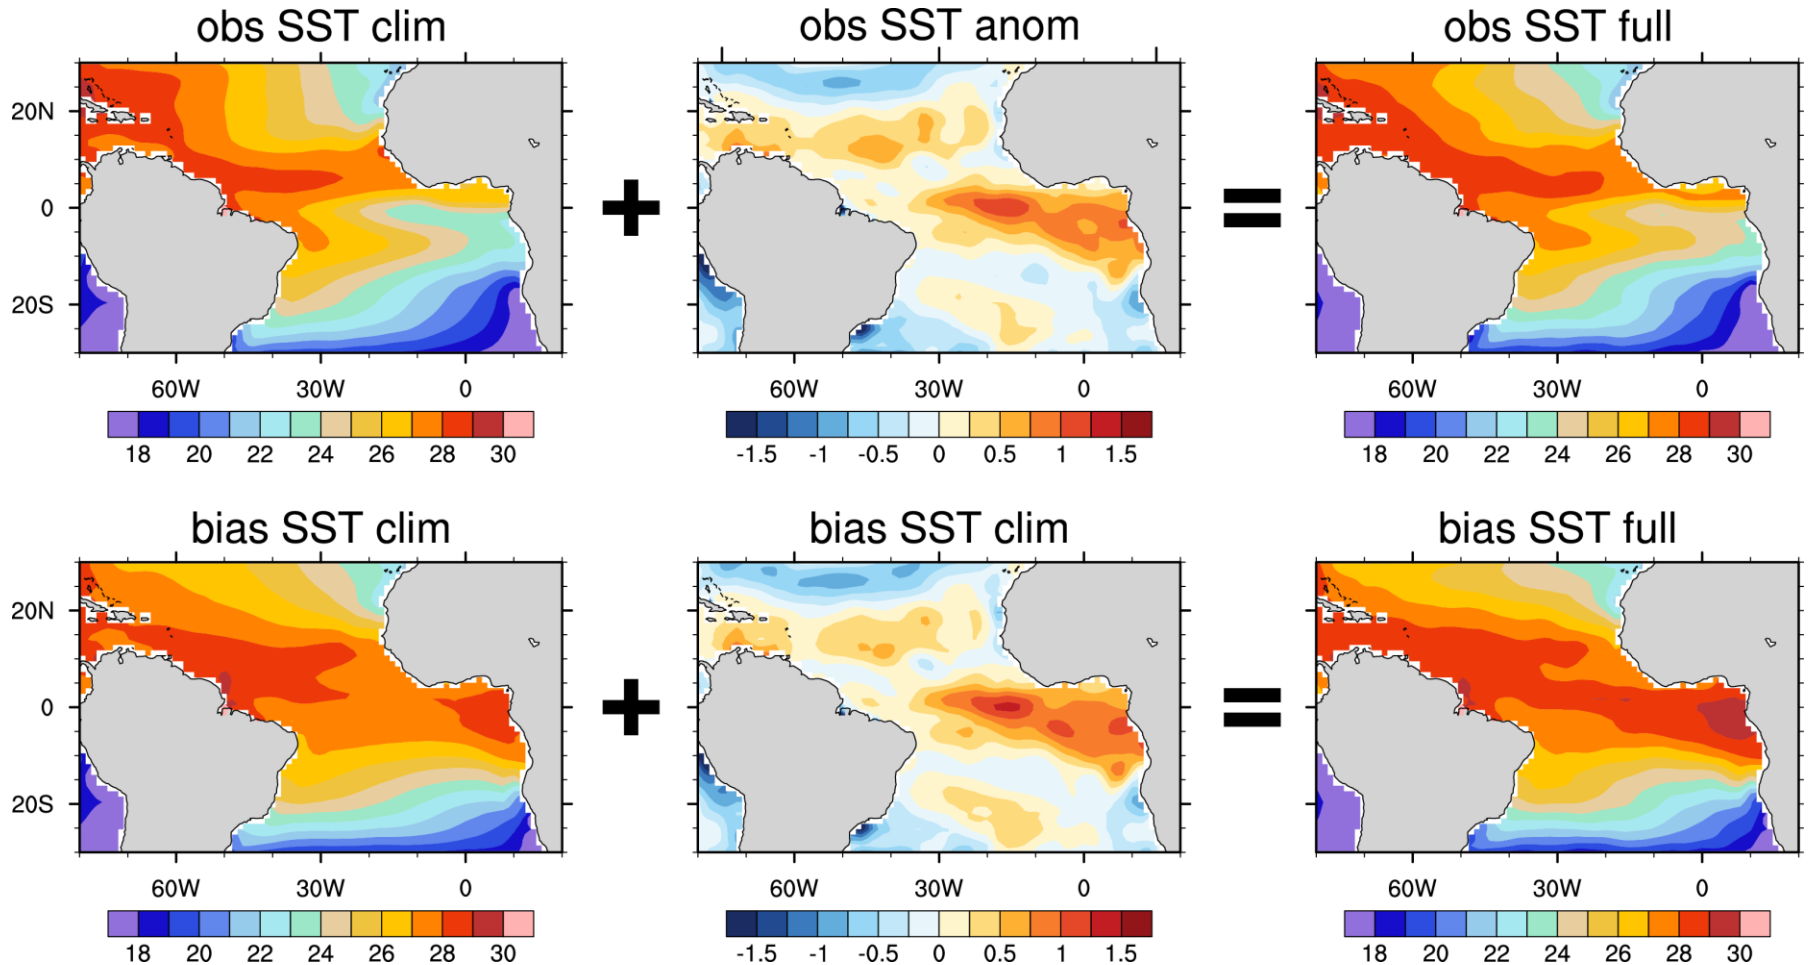 obs SST clim
obs SST anom
obs SST full
20N
0
20S
+
=
60W 30W 0
60W 30W 0
60W 30W 0
18 20 22 24 26 28 30
-1.5 -1 -0.5 0 0.5 1 1.5
18 20 22 24 26 28 30
bias SST clim
bias SST clim
bias SST full
20N
0
20S
+
=
60W 30W 0
60W 30W 0
60W 30W 0
18 20 22 24 26 28 30
-1.5 -1 -0.5 0 0.5 1 1.5
18 20 22 24 26 28 30